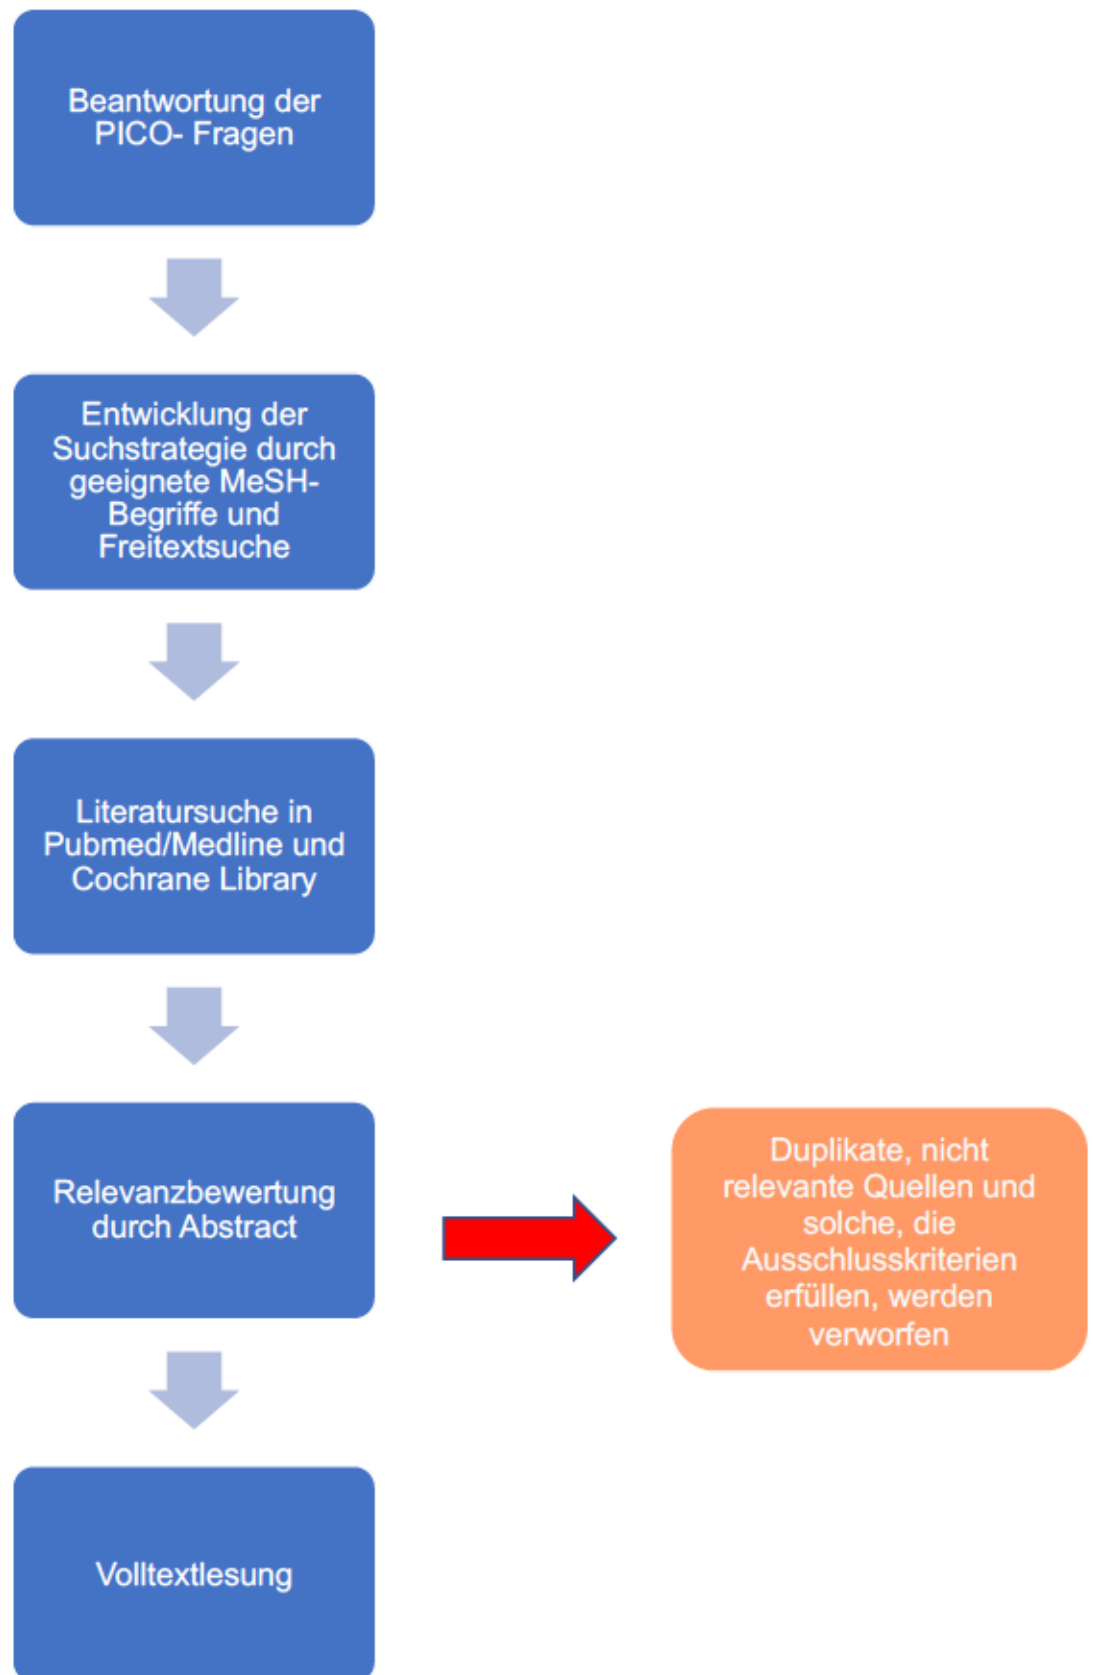 Beantwortung der
PICO- Fragen
Entwicklung der
Suchstrategie durch
geeignete MeSH-
Begriffe und
Freitextsuche
Literatursuche in
Pubmed/Medline und
Cochrane Library
Relevanzbewertung
durch Abstract
Duplikate, nicht
relevante Quellen und
solche, die
Ausschlusskriterien
erfüllen, werden
verworfen
Volltextlesung